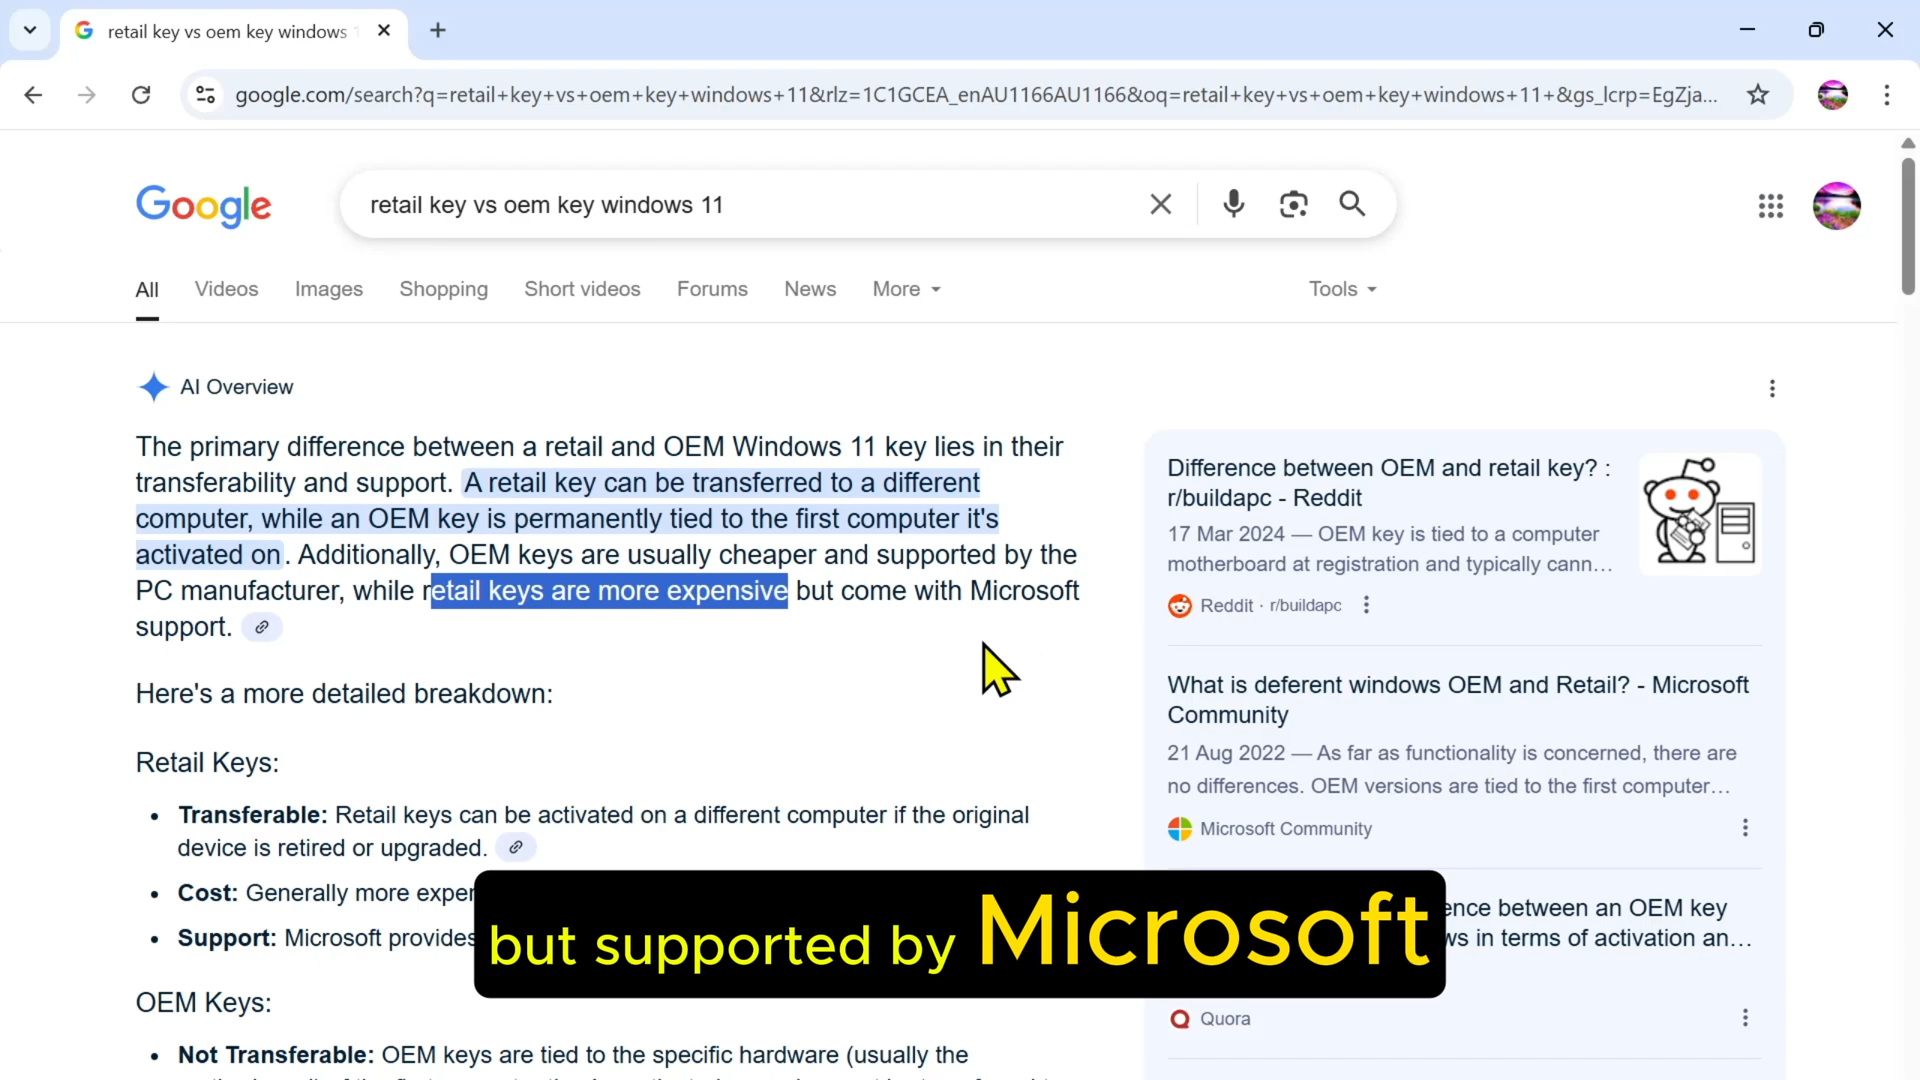 retail key vs oem key windows 1
google.com/search?q=retail+key+vs+oem+key+windows+11&rlz=1C1GCEA_enAU1166AU1166&oq=retail+key+vs+oem+key+windows+11+&gs_lcrp=EgZja...
Google
retail key vs oem key windows 11
All Videos Images Shopping Short videos Forums News More Tools
AI Overview
The primary difference between a retail and OEM Windows 11 key lies in their
transferability and support. A retail key can be transferred to a different
computer, while an OEM key is permanently tied to the first computer it's
activated on. Additionally, OEM keys are usually cheaper and supported by the
PC manufacturer, while retail keys are more expensive but come with Microsoft
support.
Here's a more detailed breakdown:
Retail Keys:
• Transferable: Retail keys can be activated on a different computer if the original
device is retired or upgraded.
• Cost: Generally more expen
• Support: Microsoft provides
OEM Keys:
• Not Transferable: OEM keys are tied to the specific hardware (usually the
Difference between OEM and retail key? :
r/buildapc - Reddit
17 Mar 2024 — OEM key is tied to a computer
motherboard at registration and typically cann...
Reddit · r/buildapc
What is deferent windows OEM and Retail? - Microsoft
Community
21 Aug 2022 — As far as functionality is concerned, there are
no differences. OEM versions are tied to the first computer...
Microsoft Community
ence between an OEM key
ws in terms of activation an...
Quora
but supported by Microsoft